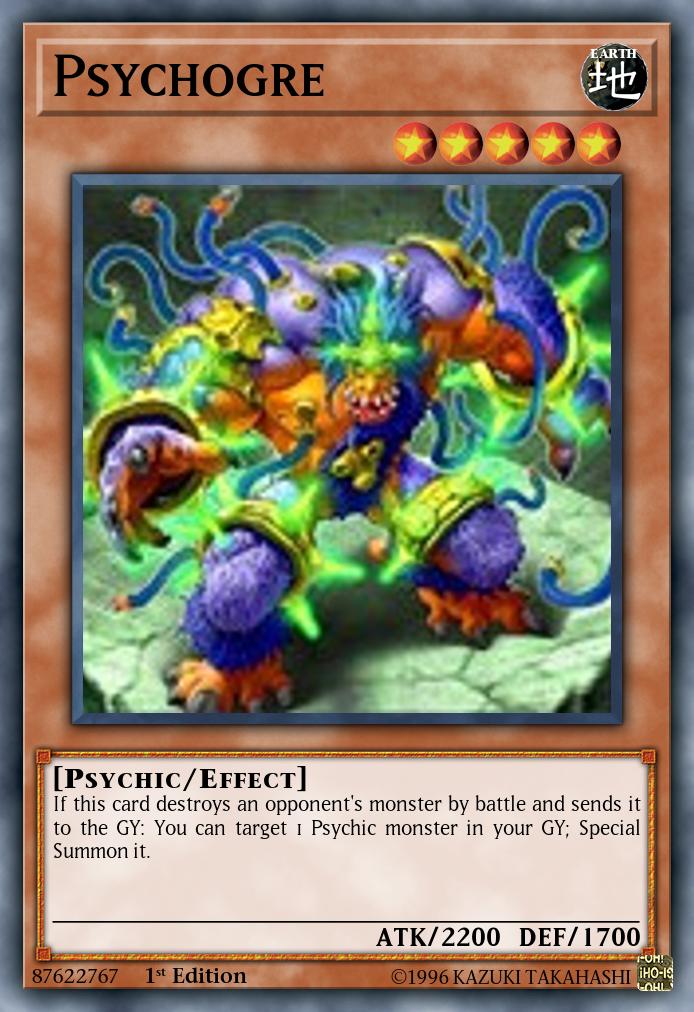 PSYCHOGRE
EARTH
地
[PSYCHIC/EFFECT]
If this card destroys an opponent's monster by battle and sends it
to the GY: You can target 1 Psychic monster in your GY; Special
Summon it.
ATK/2200 DEF/1700
87622767 1st Edition ©1996 KAZUKI TAKAHASHI